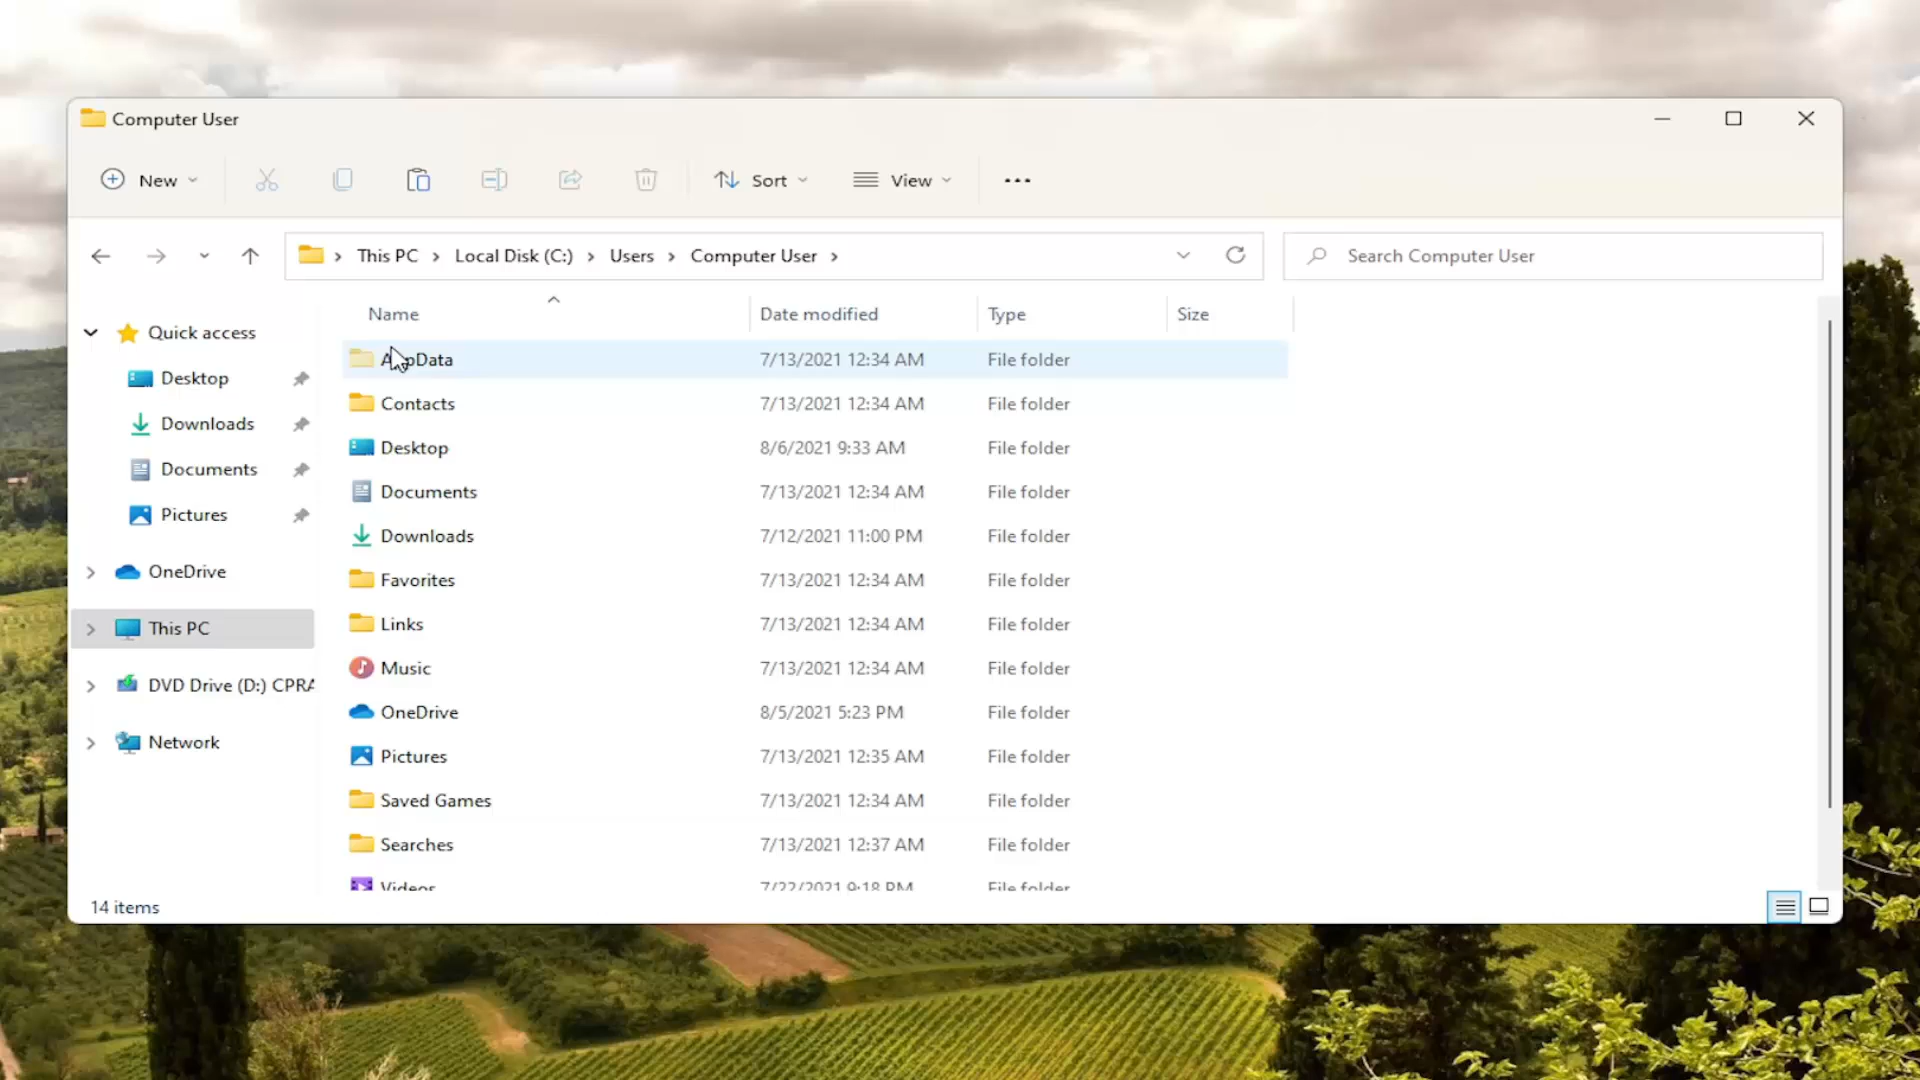 Computer User
New
Sort
View
This PC
Local Disk (C:)
Users
Computer User
Search Computer User
Quick access
Desktop
Downloads
Documents
Pictures
OneDrive
This PC
DVD Drive (D:) CPRA
Network
Name Date modified Type Size
AppData 7/13/2021 12:34 AM File folder
Contacts 7/13/2021 12:34 AM File folder
Desktop 8/6/2021 9:33 AM File folder
Documents 7/13/2021 12:34 AM File folder
Downloads 7/12/2021 11:00 PM File folder
Favorites 7/13/2021 12:34 AM File folder
Links 7/13/2021 12:34 AM File folder
Music 7/13/2021 12:34 AM File folder
OneDrive 8/5/2021 5:23 PM File folder
Pictures 7/13/2021 12:35 AM File folder
Saved Games 7/13/2021 12:34 AM File folder
Searches 7/13/2021 12:37 AM File folder
Videos 7/22/2021 9:18 PM File folder
14 items